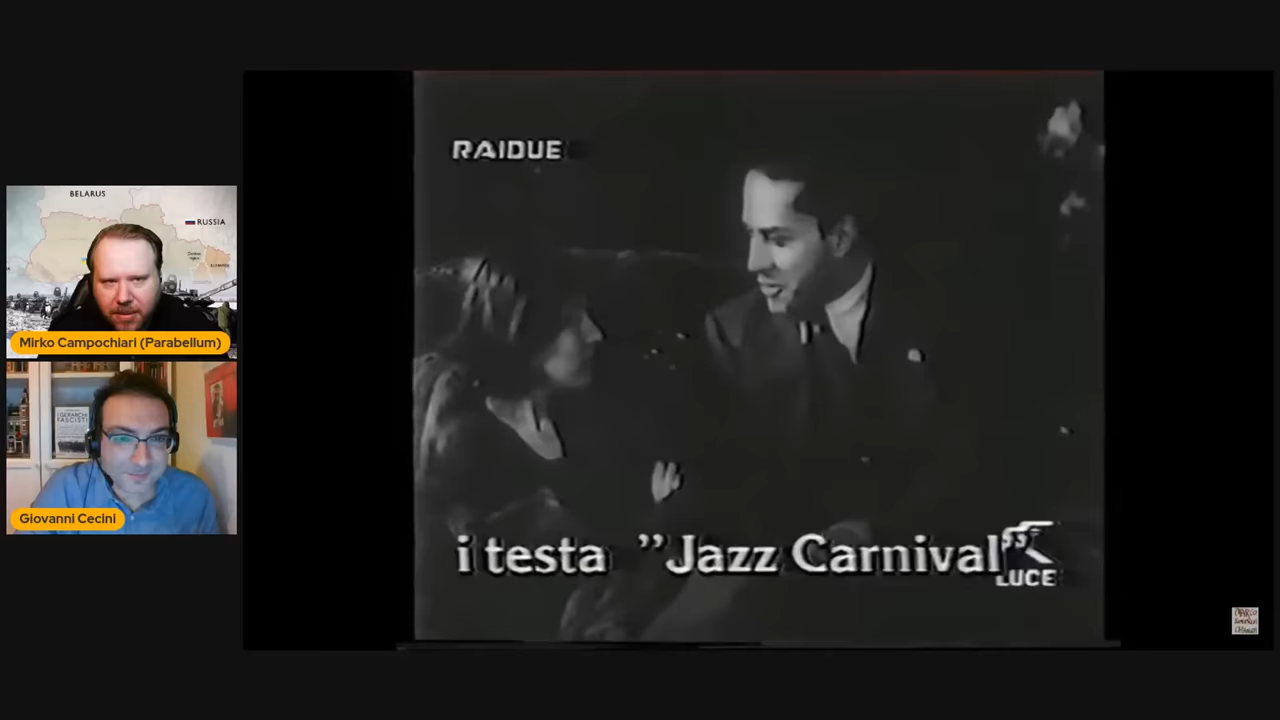 BELARUS
RUSSIA
Mirko Campochiari (Parabellum)
I GERARCHI
FASCISTI
Giovanni Cecini
RAIDUE
i testa "Jazz Carnival"
LUCE